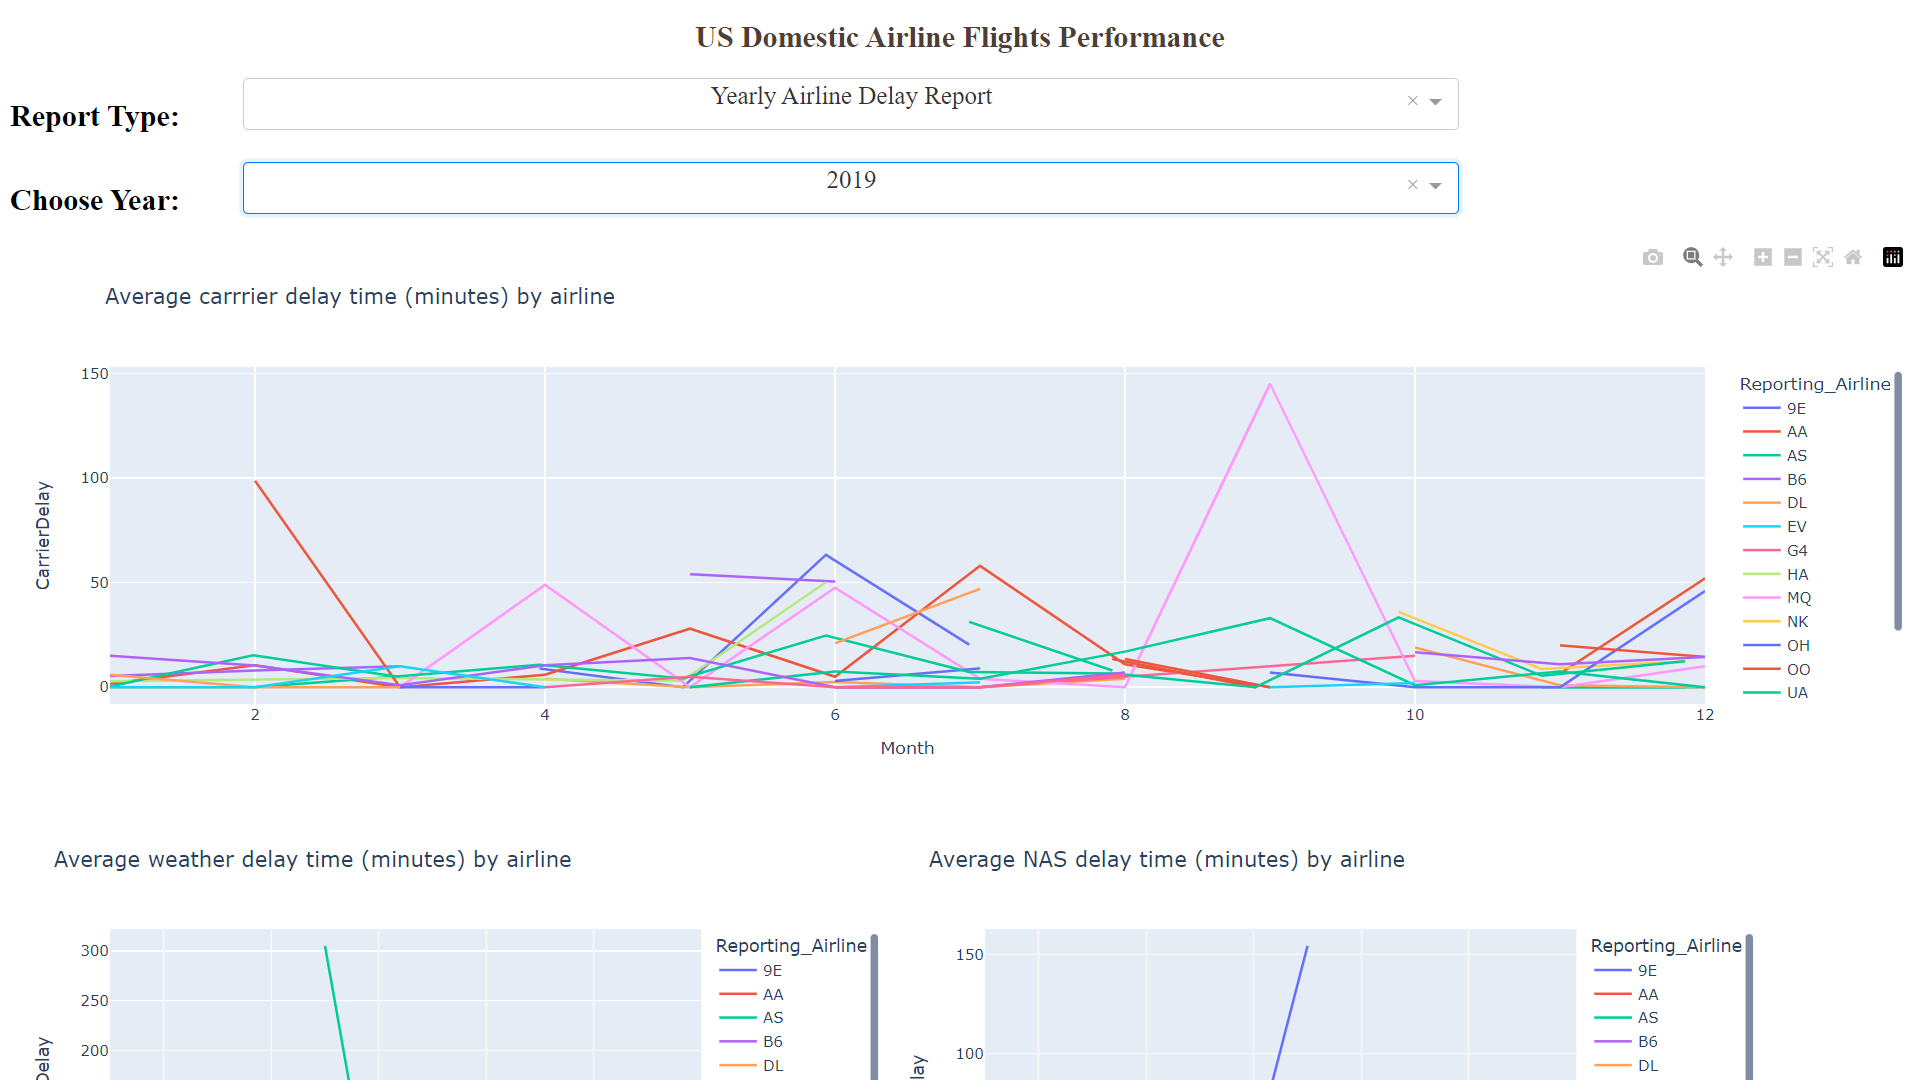 US Domestic Airline Flights Performance
Report Type:
Yearly Airline Delay Report
Choose Year:
2019
Average carrrier delay time (minutes) by airline
150
100
50
0
CarrierDelay
2 4 6 8 10 12
Month
Reporting_Airline
9E
AA
AS
B6
DL
EV
G4
HA
MQ
NK
OH
OO
UA
Average weather delay time (minutes) by airline
300
250
200
Delay
Reporting_Airline
9E
AA
AS
B6
DL
Average NAS delay time (minutes) by airline
150
100
lay
Reporting_Airline
9E
AA
AS
B6
DL